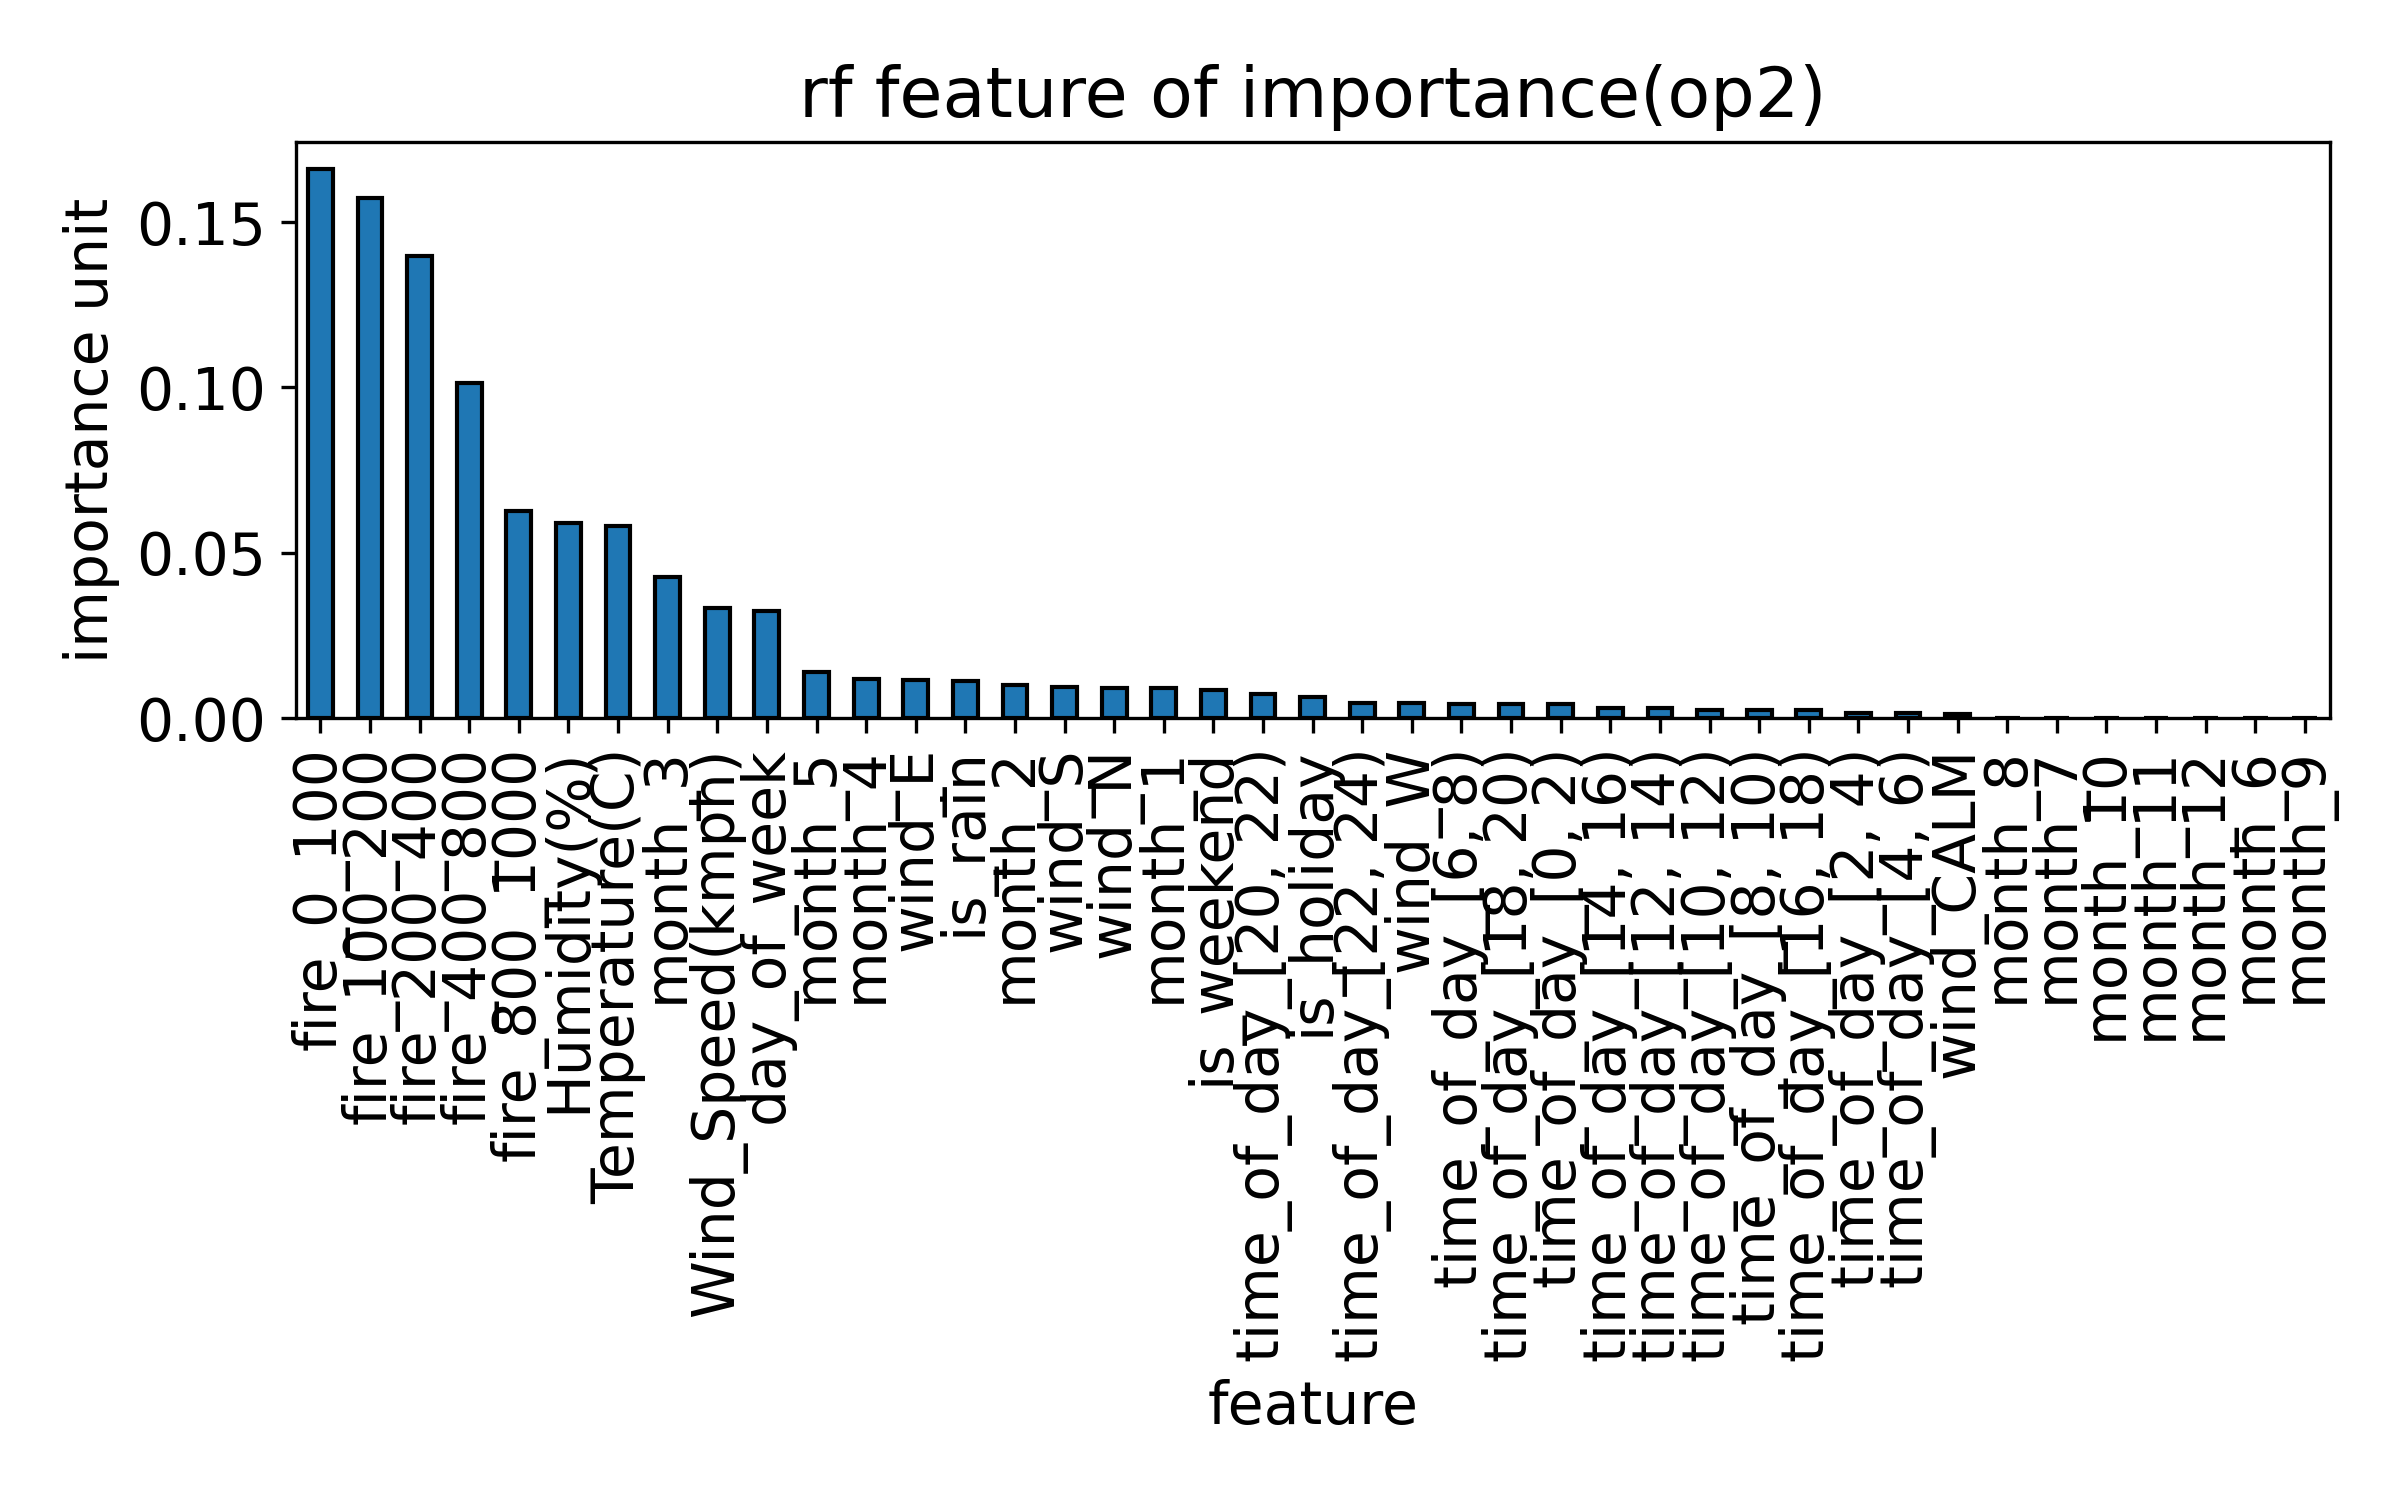 rf feature of importance(op2)
importance unit
0.15
0.10
0.05
0.00
fire_0_100
fire_100_200
fire_200_400
fire_400_800
fire_800_1000
Humidity(%)
Temperature(C)
month_3
Wind_Speed(kmph)
day_of_week
month_5
month_4
wind_E
is_rain
month_2
wind_S
wind_N
month_1
is_weekend
time_of_day_[20, 22)
is_holiday
time_of_day_[22, 24)
wind_W
time_of_day_[6, 8)
time_of_day_[18, 20)
time_of_day_[0, 2)
time_of_day_[14, 16)
time_of_day_[12, 14)
time_of_day_[10, 12)
time_of_day_[8, 10)
time_of_day_[16, 18)
time_of_day_[2, 4)
time_of_day_[4, 6)
wind_CALM
month_8
month_7
month_10
month_11
month_12
month_6
month_9
feature